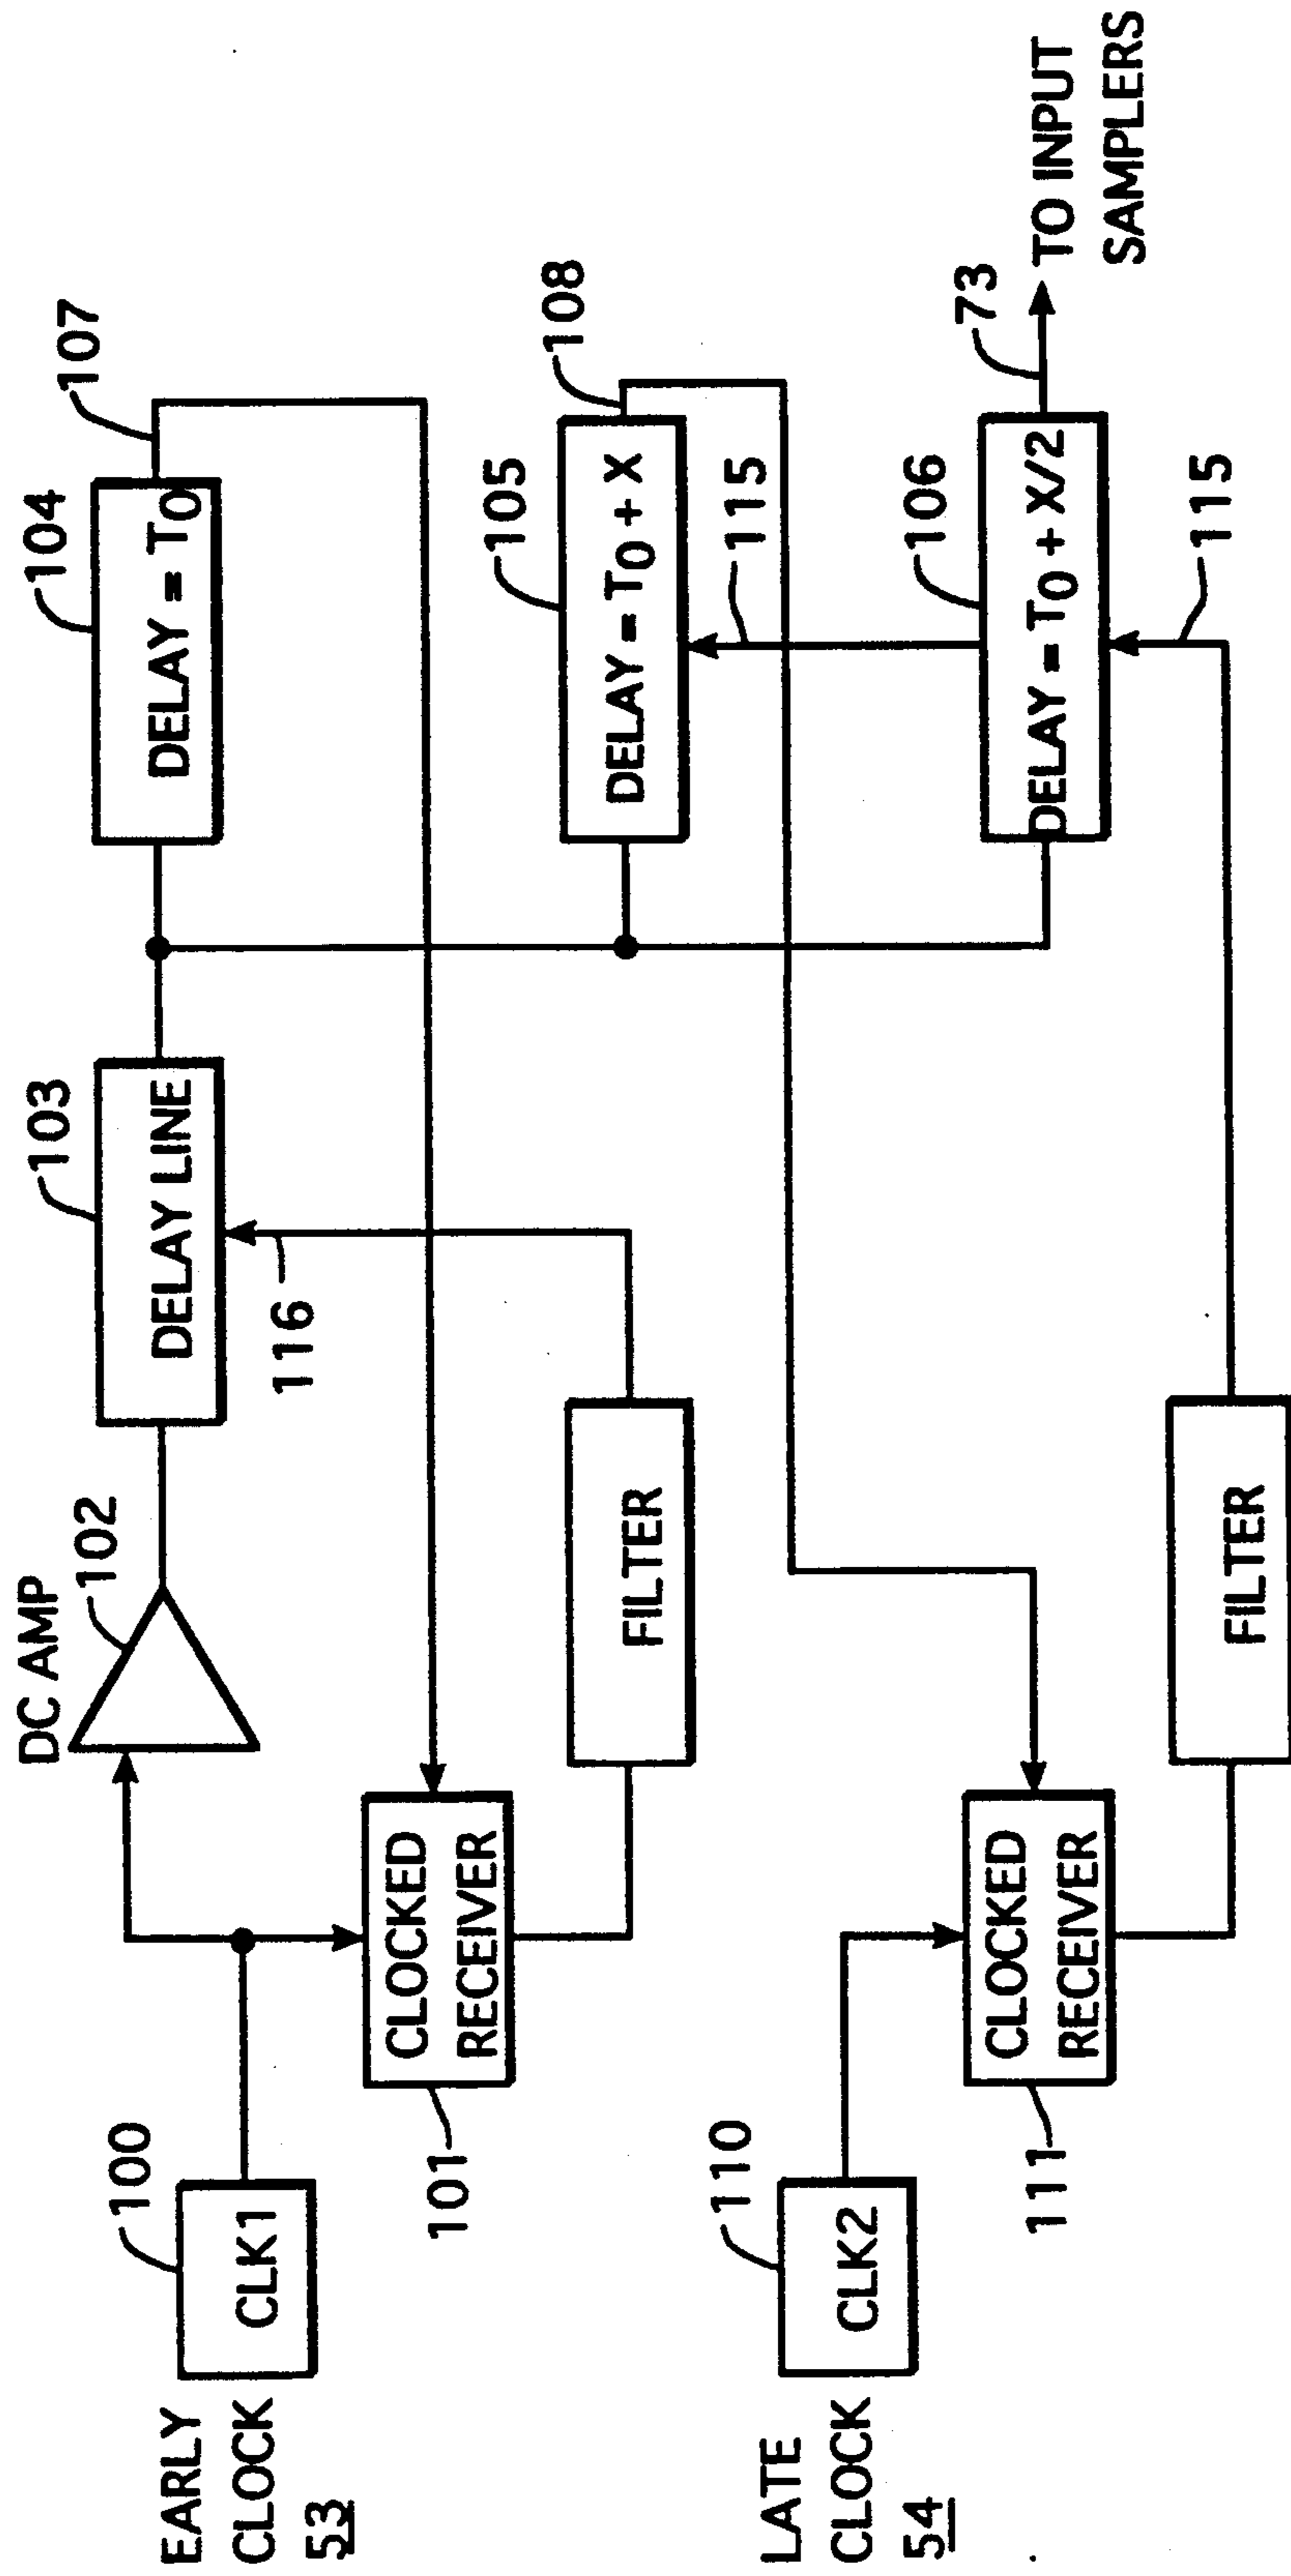 EARLY
CLOCK
53
100
CLK1
DC AMP
102
103
DELAY LINE
104
DELAY = T0
107
101
CLOCKED
RECEIVER
116
FILTER
105
DELAY = T0 + X
108
115
LATE
CLOCK
54
110
CLK2
111
CLOCKED
RECEIVER
FILTER
106
DELAY = T0 + X/2
73
TO INPUT
SAMPLERS
115